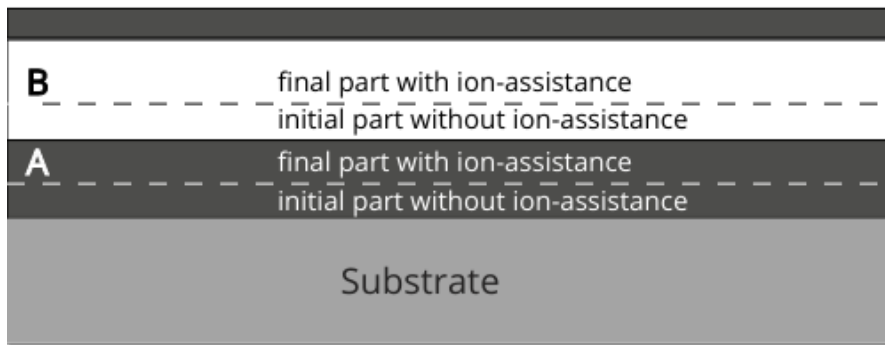 B
final part with ion-assistance
initial part without ion-assistance
A
final part with ion-assistance
initial part without ion-assistance
Substrate